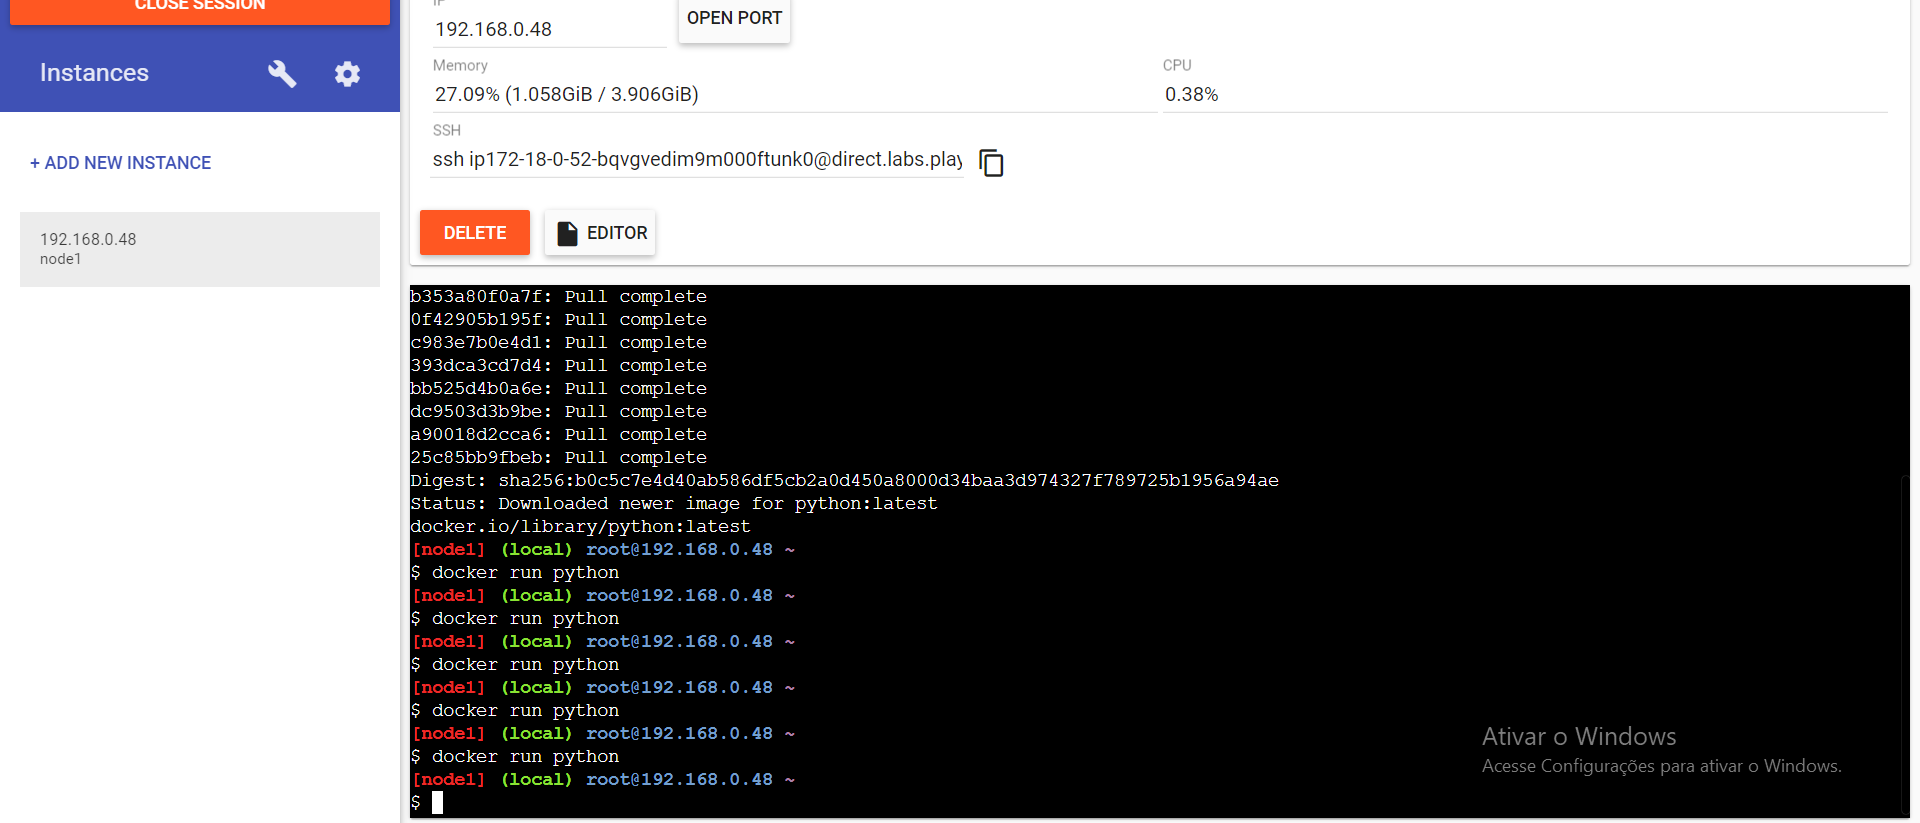 CLOSE SESSION
Instances
+ ADD NEW INSTANCE
192.168.0.48
node1
IP
192.168.0.48
OPEN PORT
Memory
27.09% (1.058GiB / 3.906GiB)
CPU
0.38%
SSH
ssh ip172-18-0-52-bqvgvedim9m000ftunk0@direct.labs.play
DELETE
EDITOR
b353a80f0a7f: Pull complete
0f42905b195f: Pull complete
c983e7b0e4d1: Pull complete
393dca3cd7d4: Pull complete
bb525d4b0a6e: Pull complete
dc9503d3b9be: Pull complete
a90018d2cca6: Pull complete
25c85bb9fbeb: Pull complete
Digest: sha256:b0c5c7e4d40ab586df5cb2a0d450a8000d34baa3d974327f789725b1956a94ae
Status: Downloaded newer image for python:latest
docker.io/library/python:latest
[node1] (local) root@192.168.0.48 ~
$ docker run python
[node1] (local) root@192.168.0.48 ~
$ docker run python
[node1] (local) root@192.168.0.48 ~
$ docker run python
[node1] (local) root@192.168.0.48 ~
$ docker run python
[node1] (local) root@192.168.0.48 ~
$ docker run python
[node1] (local) root@192.168.0.48 ~
$
Ativar o Windows
Acesse Configurações para ativar o Windows.